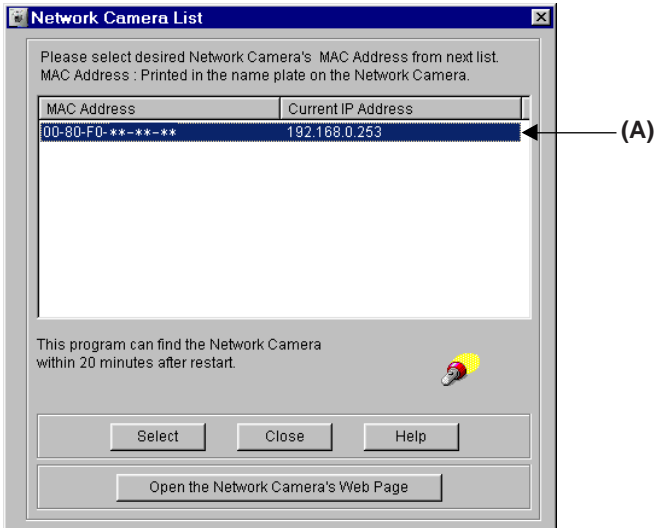 Network Camera List
Please select desired Network Camera's MAC Address from next list.
MAC Address : Printed in the name plate on the Network Camera.
MAC Address Current IP Address
00-80-F0-**-**-** 192.168.0.253
(A)
This program can find the Network Camera
within 20 minutes after restart.
Select Close Help
Open the Network Camera's Web Page